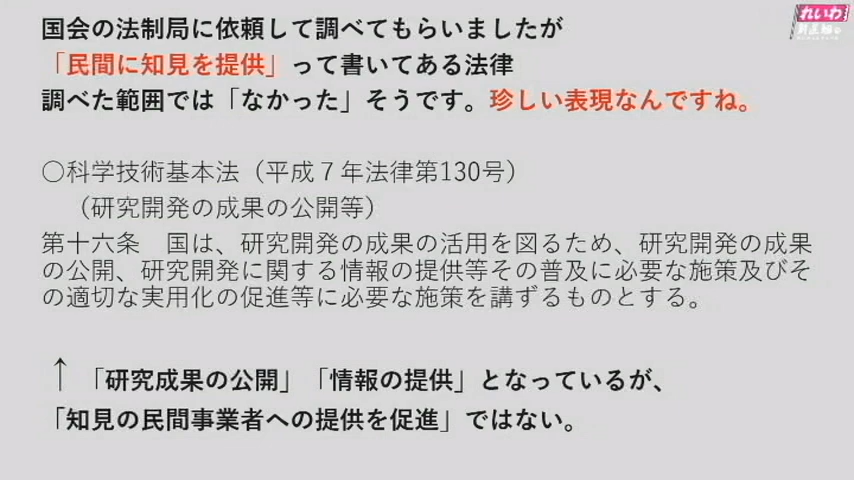 国会の法制局に依頼して調べてもらいましたが
「民間に知見を提供」って書いてある法律
調べた範囲では「なかった」そうです。珍しい表現なんですね。
○科学技術基本法（平成７年法律第130号）
（研究開発の成果の公開等）
第十六条　国は、研究開発の成果の活用を図るため、研究開発の成果
の公開、研究開発に関する情報の提供等その普及に必要な施策及びそ
の適切な実用化の促進等に必要な施策を講ずるものとする。
↑「研究成果の公開」「情報の提供」となっているが、
「知見の民間事業者への提供を促進」ではない。
れいわ